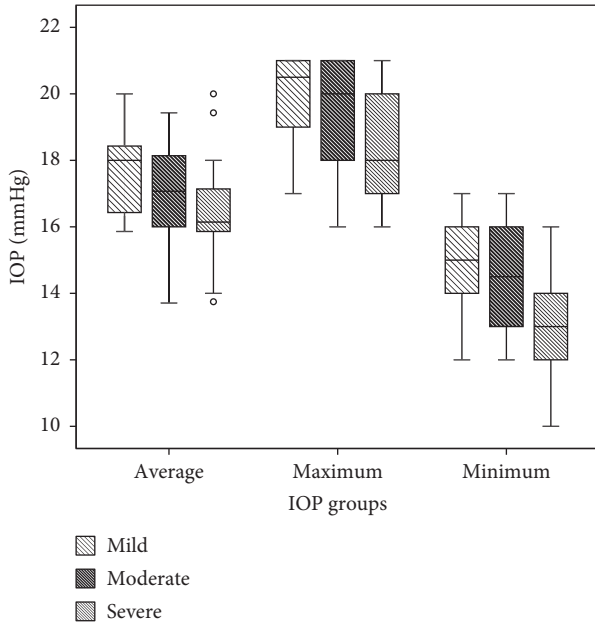 22
20
18
16
14
12
10
IOP (mmHg)
Average Maximum Minimum
IOP groups
Mild
Moderate
Severe